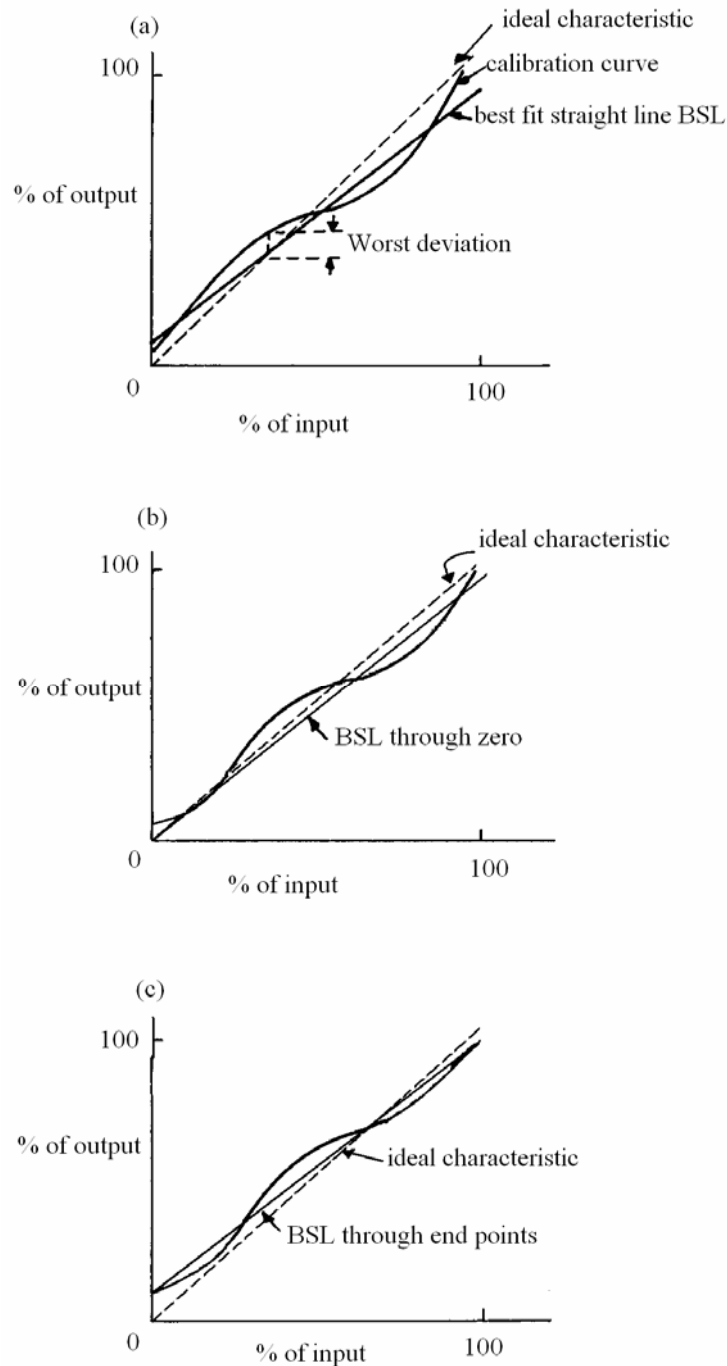 (a)
ideal characteristic
100
calibration curve
best fit straight line BSL
% of output
Worst deviation
0
100
% of input
(b)
ideal characteristic
100
% of output
BSL through zero
0
100
% of input
(c)
100
% of output
ideal characteristic
BSL through end points
0
100
% of input